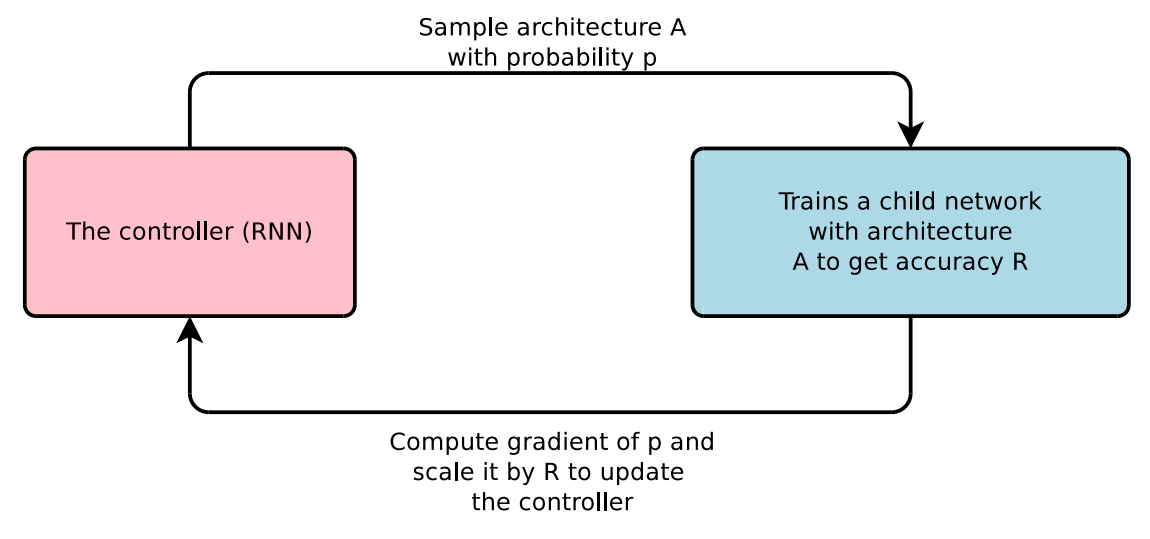 Sample architecture A
with probability p
The controller (RNN)
Trains a child network
with architecture
A to get accuracy R
Compute gradient of p and
scale it by R to update
the controller